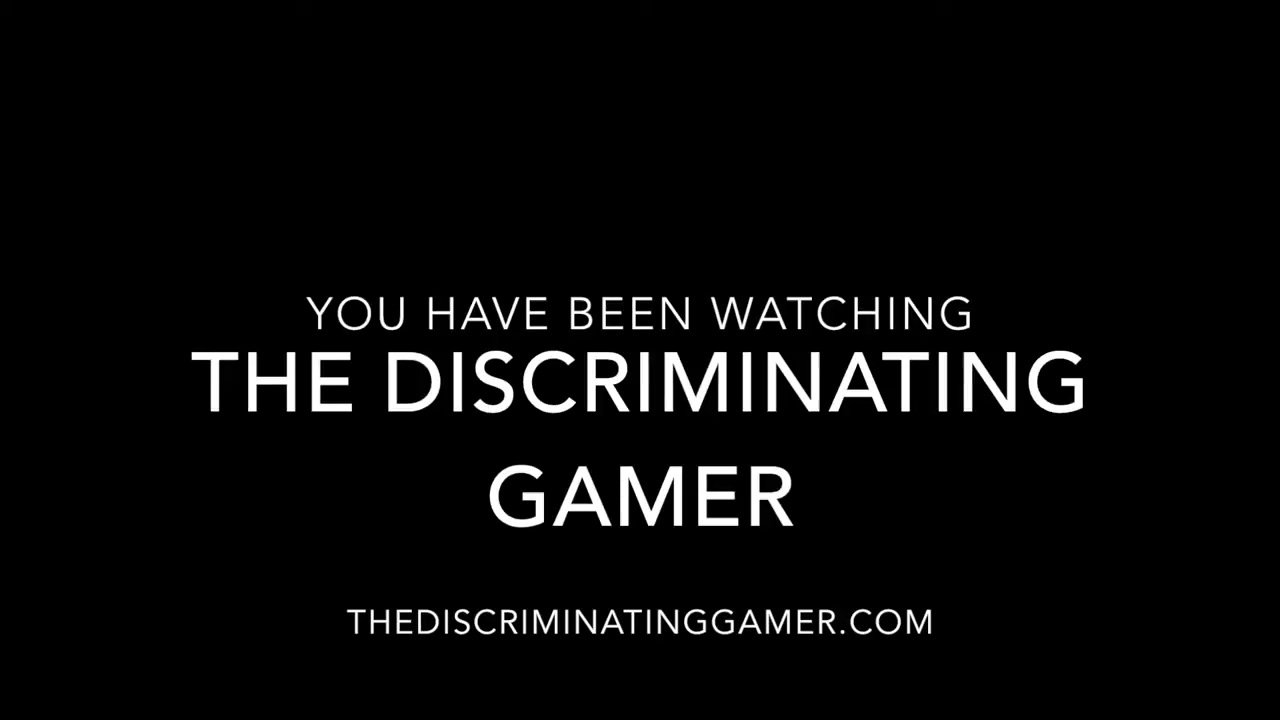 YOU HAVE BEEN WATCHING
THE DISCRIMINATING
GAMER
THEDISCRIMINATINGGAMER.COM